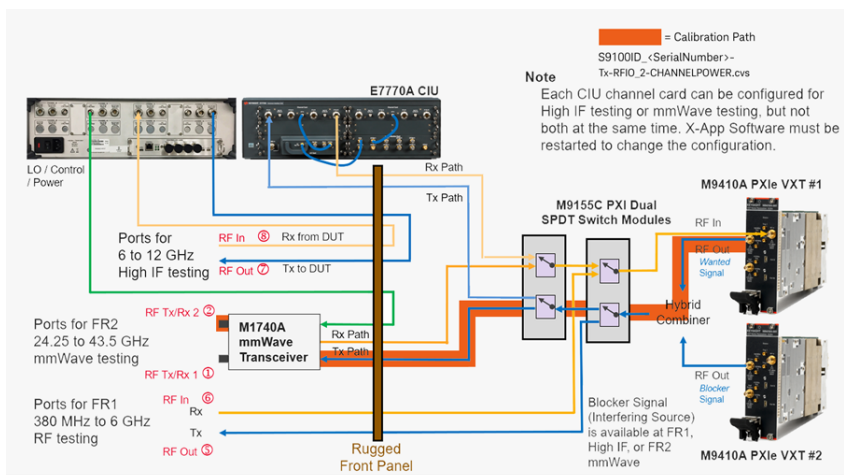 = Calibration Path
S9100ID_<SerialNumber>-
Tx-RFIO_2-CHANNELPOWER.cvs
Note
Each CIU channel card can be configured for
High IF testing or mmWave testing, but not
both at the same time. X-App Software must be
restarted to change the configuration.
E7770A CIU
LO / Control
/ Power
Rx Path
Tx Path
M9155C PXI Dual
SPDT Switch Modules
M9410A PXIe VXT #1
RF In
RF Out
Wanted
Signal
Ports for
6 to 12 GHz
High IF testing
RF In ⑧ Rx from DUT
RF Out ⑦ Tx to DUT
Hybrid
Combiner
Ports for FR2
24.25 to 43.5 GHz
mmWave testing
RF Tx/Rx 2 ②
M1740A
mmWave
Transceiver
Rx Path
Tx Path
RF Tx/Rx 1 ①
RF Out
Blocker
Signal
Ports for FR1
380 MHz to 6 GHz
RF testing
RF In ⑥
Rx
Tx
RF Out ⑤
Rugged
Front Panel
Blocker Signal
(Interfering Source)
is available at FR1,
High IF, or FR2
mmWave
M9410A PXIe VXT #2